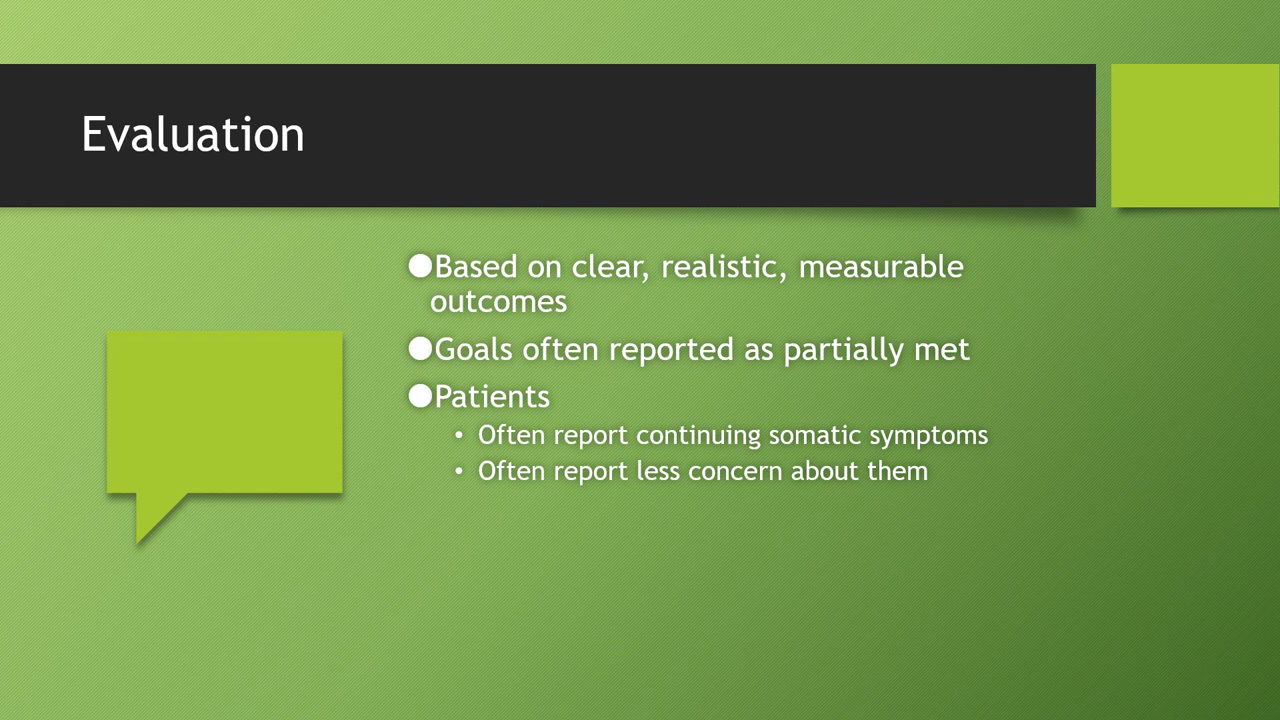 Evaluation
●Based on clear, realistic, measurable
outcomes
●Goals often reported as partially met
●Patients
• Often report continuing somatic symptoms
• Often report less concern about them